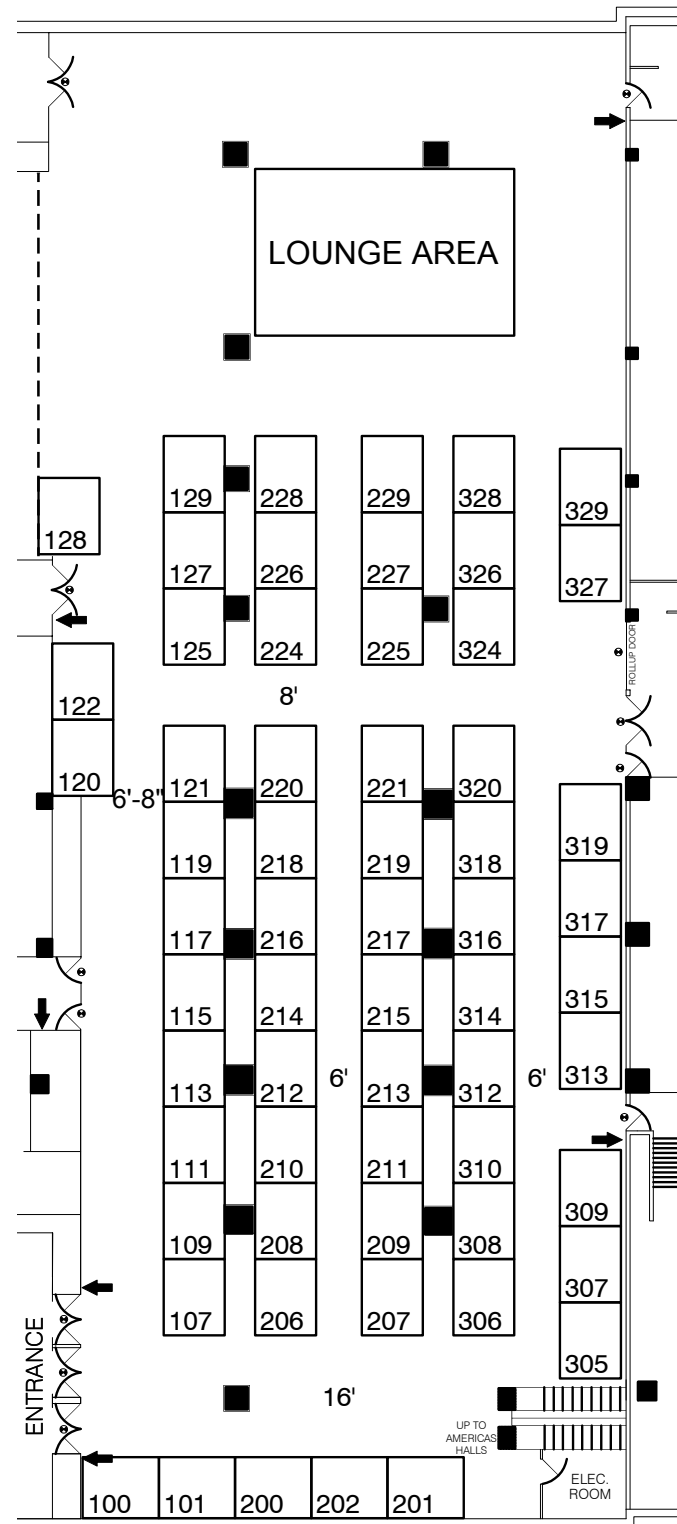 LOUNGE AREA
129 228 229 328 329
128 127 226 227 326 327
125 224 225 324
ROLLUP DOOR
8'
122
120 6'-8" 121 220 221 320
119 218 219 318 319
117 216 217 316 317
115 214 215 314 315
113 212 6' 213 312 6' 313
111 210 211 310
109 208 209 308 309
107 206 207 306 307
305
ENTRANCE
16'
UP TO
AMERICAS
HALLS
ELEC.
ROOM
100 101 200 202 201